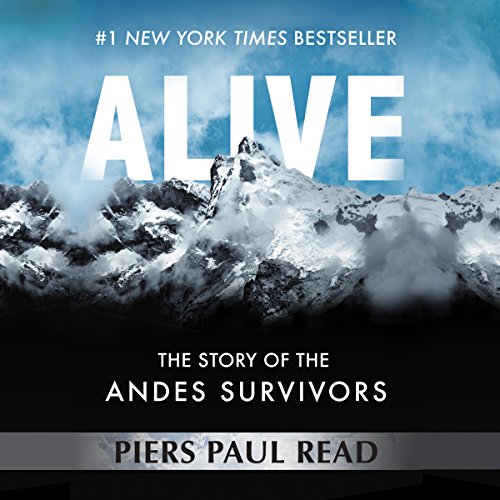 #1 NEW YORK TIMES BESTSELLER
ALIVE
THE STORY OF THE
ANDES SURVIVORS
PIERS PAUL READ